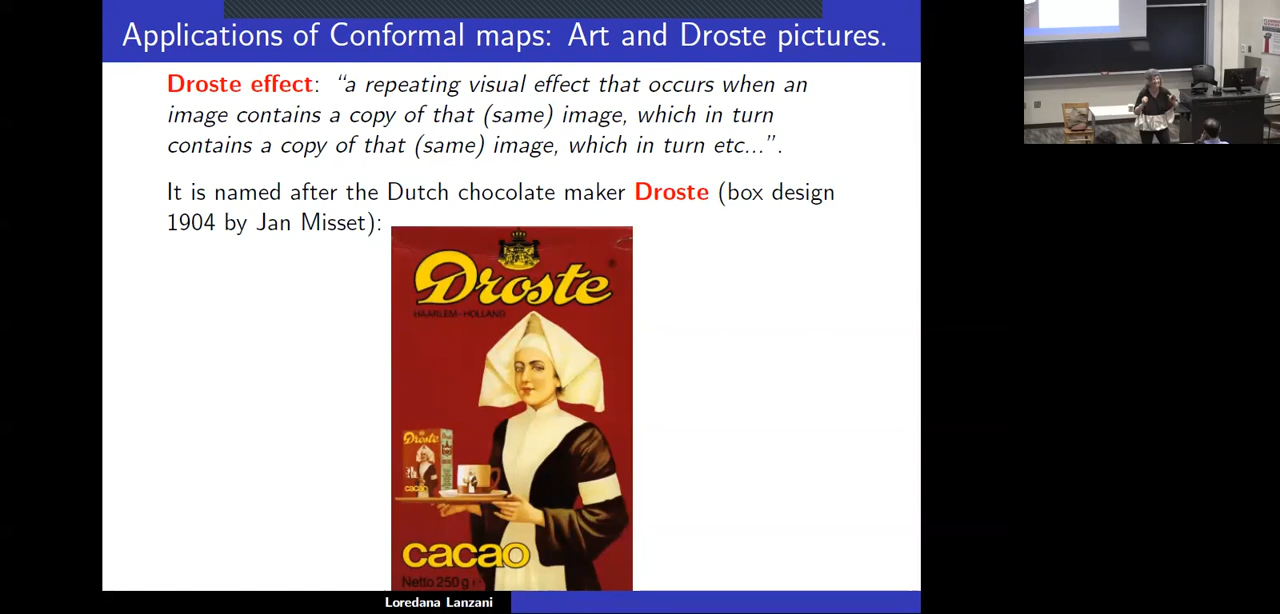 Applications of Conformal maps: Art and Droste pictures.
Droste effect: “a repeating visual effect that occurs when an
image contains a copy of that (same) image, which in turn
contains a copy of that (same) image, which in turn etc...”.
It is named after the Dutch chocolate maker Droste (box design
1904 by Jan Misset):
Droste
HAARLEM-HOLLAND
Droste
cacao
cacao
Netto 250 g
Loredana Lanzani